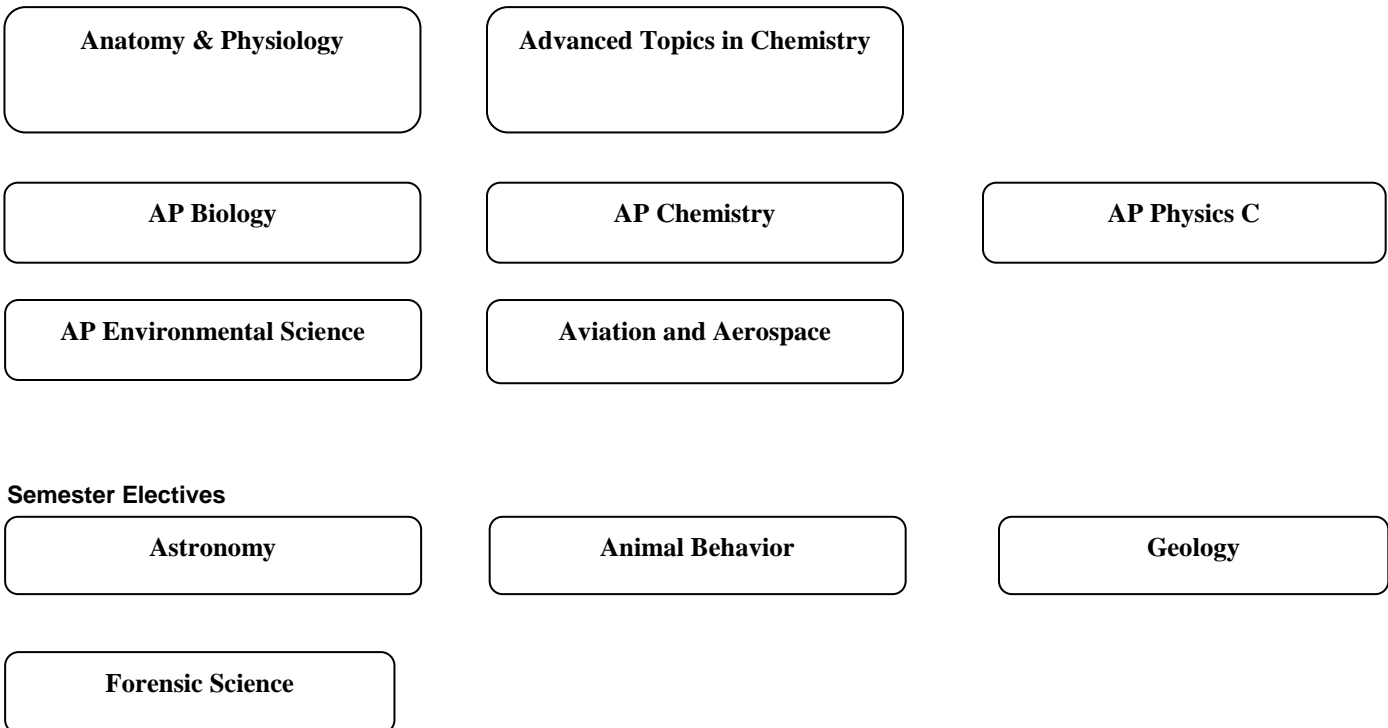 Anatomy & Physiology
Advanced Topics in Chemistry
AP Biology
AP Chemistry
AP Physics C
AP Environmental Science
Aviation and Aerospace
Semester Electives
Astronomy
Animal Behavior
Geology
Forensic Science